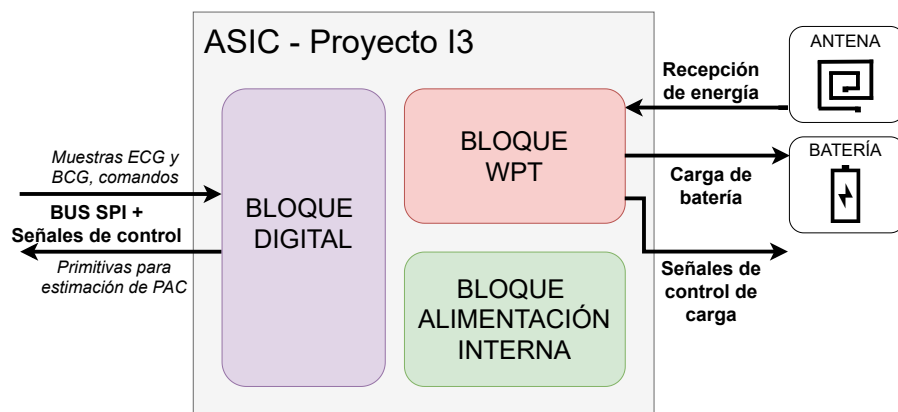 ASIC - Proyecto I3
Muestras ECG y
BCG, comandos
BUS SPI +
Señales de control
Primitivas para
estimación de PAC
BLOQUE
DIGITAL
BLOQUE
WPT
BLOQUE
ALIMENTACIÓN
INTERNA
Recepción
de energía
Carga de
batería
Señales de
control de
carga
ANTENA
BATERÍA